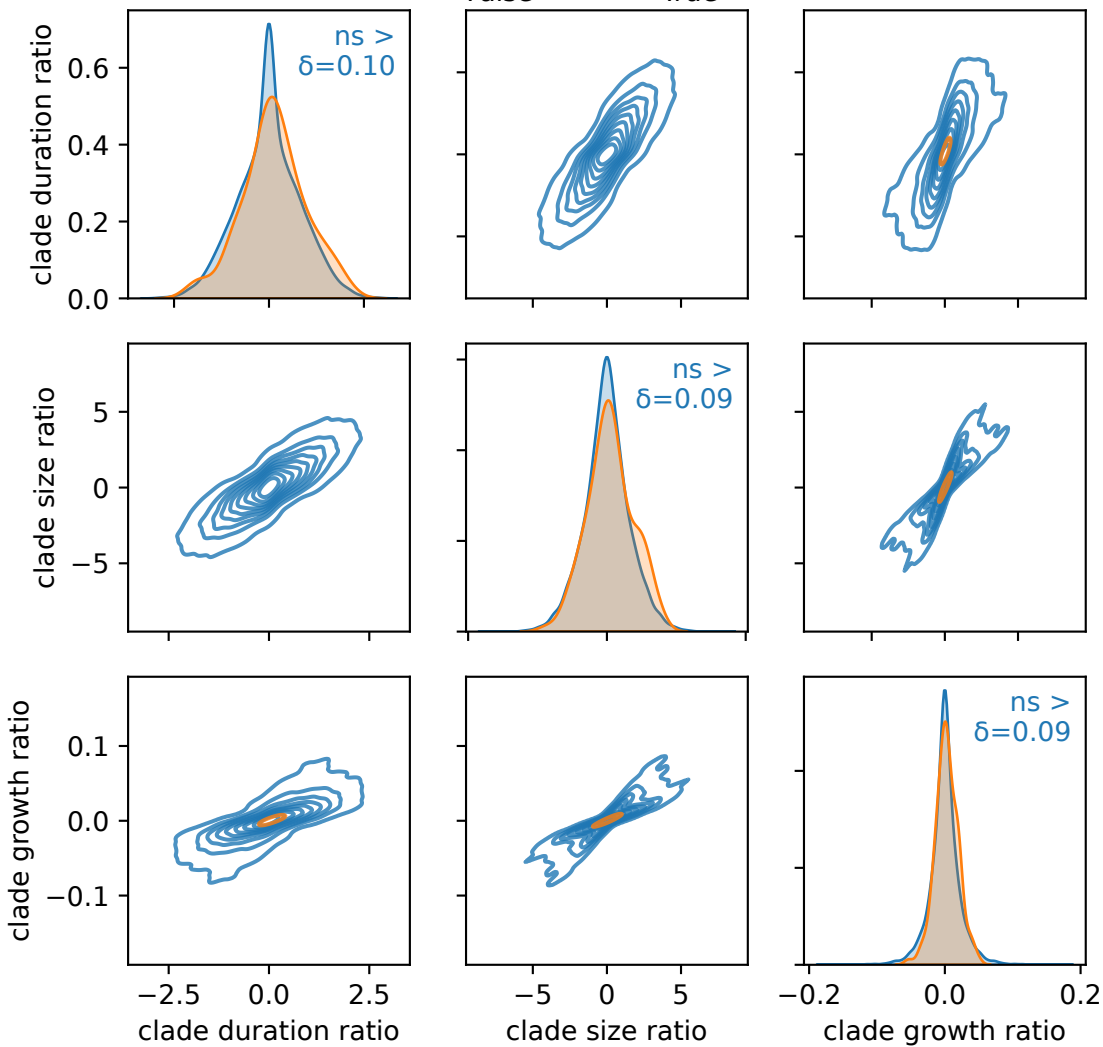 clade duration ratio
0.6
0.4
0.2
0.0
ns >
δ=0.10
clade size ratio
5
0
−5
ns >
δ=0.09
clade growth ratio
0.1
0.0
−0.1
ns >
δ=0.09
−2.5 0.0 2.5
−5 0 5
−0.2 0.0 0.2
clade duration ratio
clade size ratio
clade growth ratio